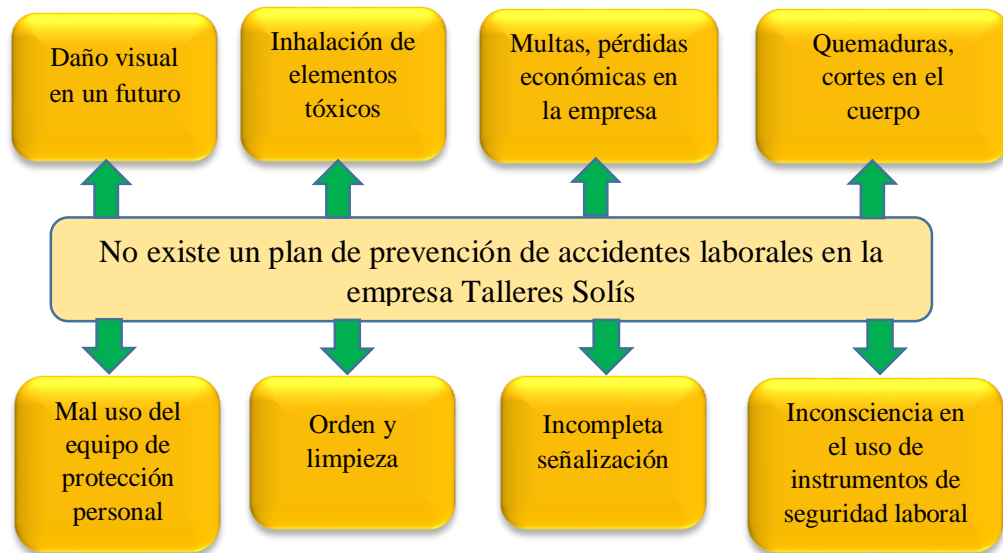 Daño visual
en un futuro
Inhalación de
elementos
tóxicos
Multas, pérdidas
económicas en
la empresa
Quemaduras,
cortes en el
cuerpo
No existe un plan de prevención de accidentes laborales en la
empresa Talleres Solís
Mal uso del
equipo de
protección
personal
Orden y
limpieza
Incompleta
señalización
Inconsciencia en
el uso de
instrumentos de
seguridad laboral